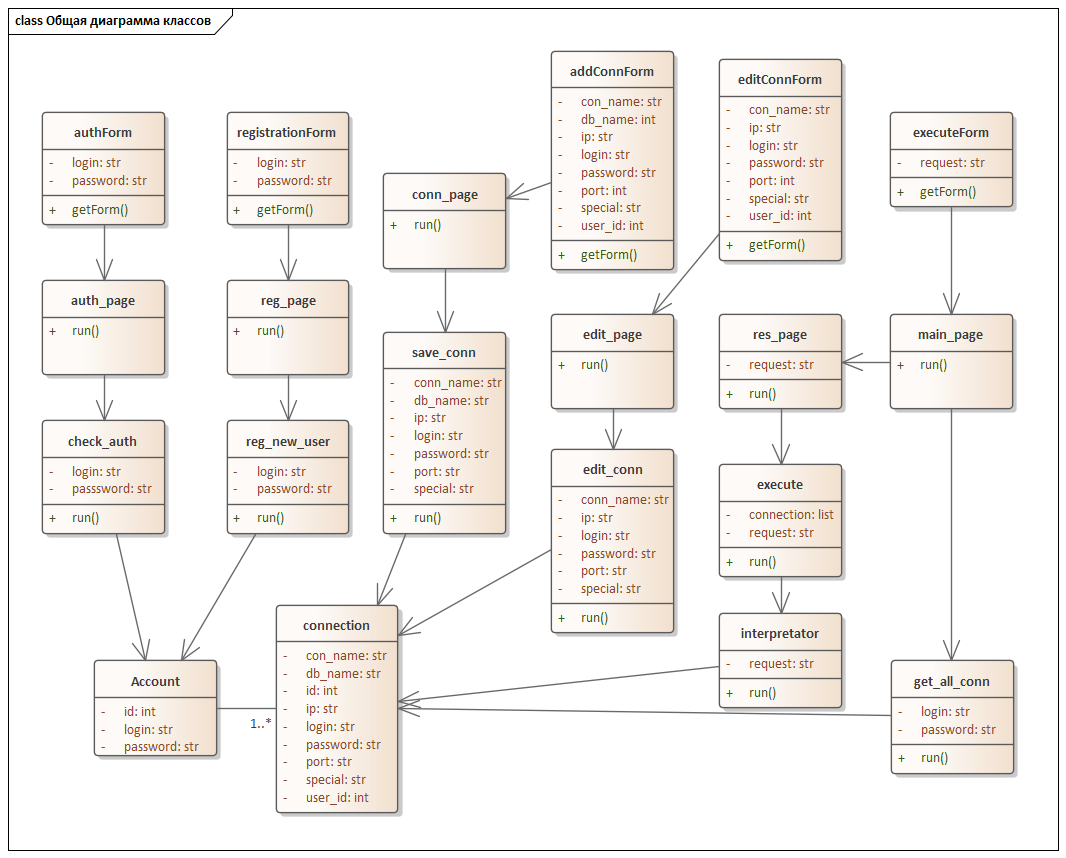 class Общая диаграмма классов
authForm
- login: str
- password: str
+ getForm()
registrationForm
- login: str
- password: str
+ getForm()
conn_page
+ run()
addConnForm
- con_name: str
- db_name: int
- ip: str
- login: str
- password: str
- port: int
- special: str
- user_id: int
+ getForm()
editConnForm
- con_name: str
- ip: str
- login: str
- password: str
- port: int
- special: str
- user_id: int
+ getForm()
executeForm
- request: str
+ getForm()
auth_page
+ run()
reg_page
+ run()
save_conn
- conn_name: str
- db_name: str
- ip: str
- login: str
- password: str
- port: str
- special: str
+ run()
edit_page
+ run()
res_page
- request: str
+ run()
main_page
+ run()
check_auth
- login: str
- passsword: str
+ run()
reg_new_user
- login: str
- password: str
+ run()
edit_conn
- conn_name: str
- ip: str
- login: str
- password: str
- port: str
- special: str
+ run()
execute
- connection: list
- request: str
+ run()
interpretator
- request: str
+ run()
Account
- id: int
- login: str
- password: str
1..*
connection
- con_name: str
- db_name: str
- id: int
- ip: str
- login: str
- password: str
- port: str
- special: str
- user_id: int
get_all_conn
- login: str
- password: str
+ run()